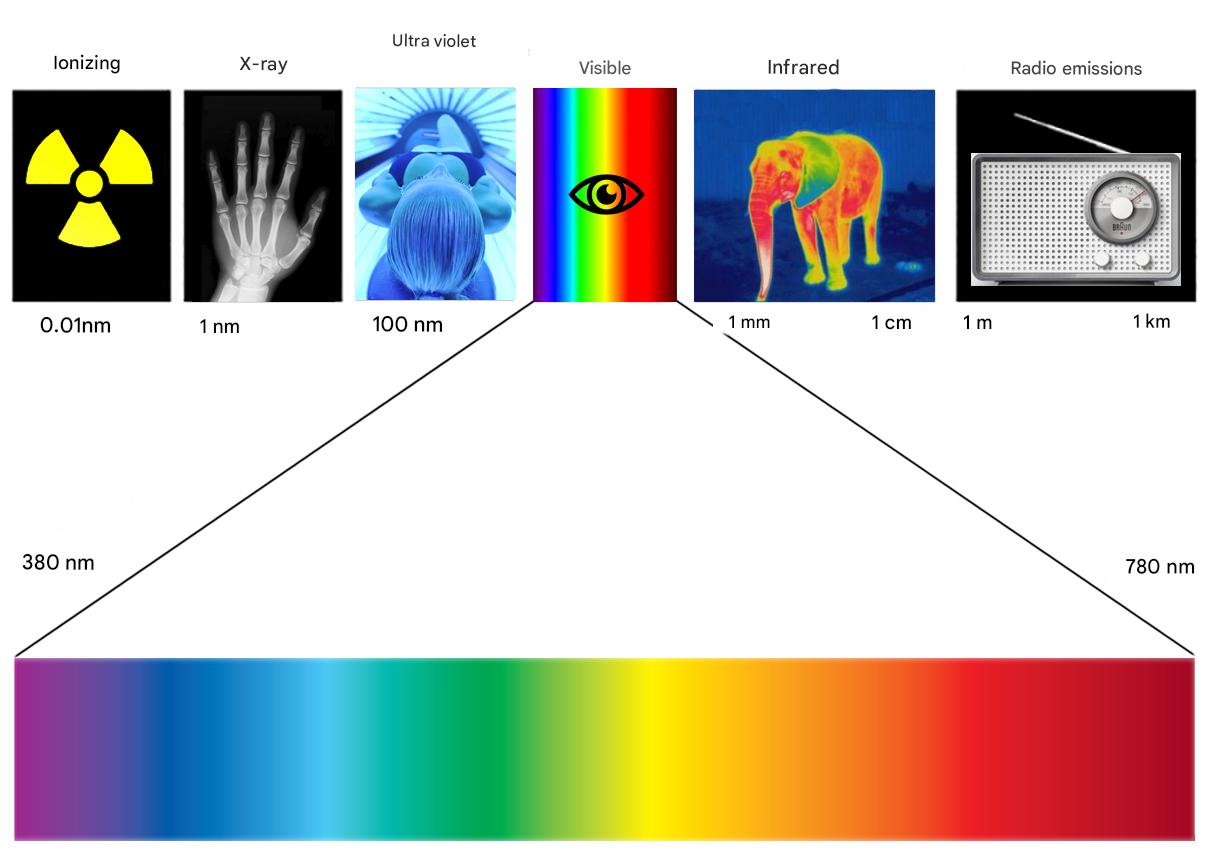 Ionizing
X-ray
Ultra violet
Visible
Infrared
Radio emissions
BRAUN
0.01nm
1 nm
100 nm
1 mm
1 cm
1 m
1 km
380 nm
780 nm